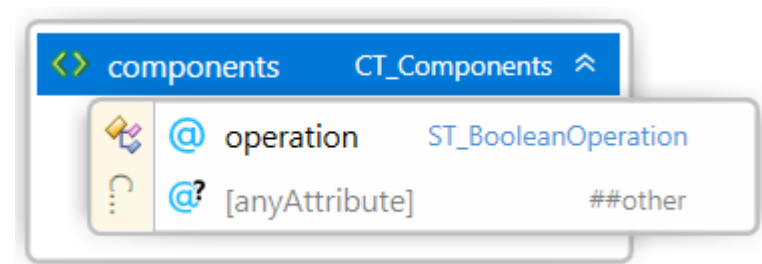 components CT_Components
@ operation ST_BooleanOperation
@? [anyAttribute] ##other